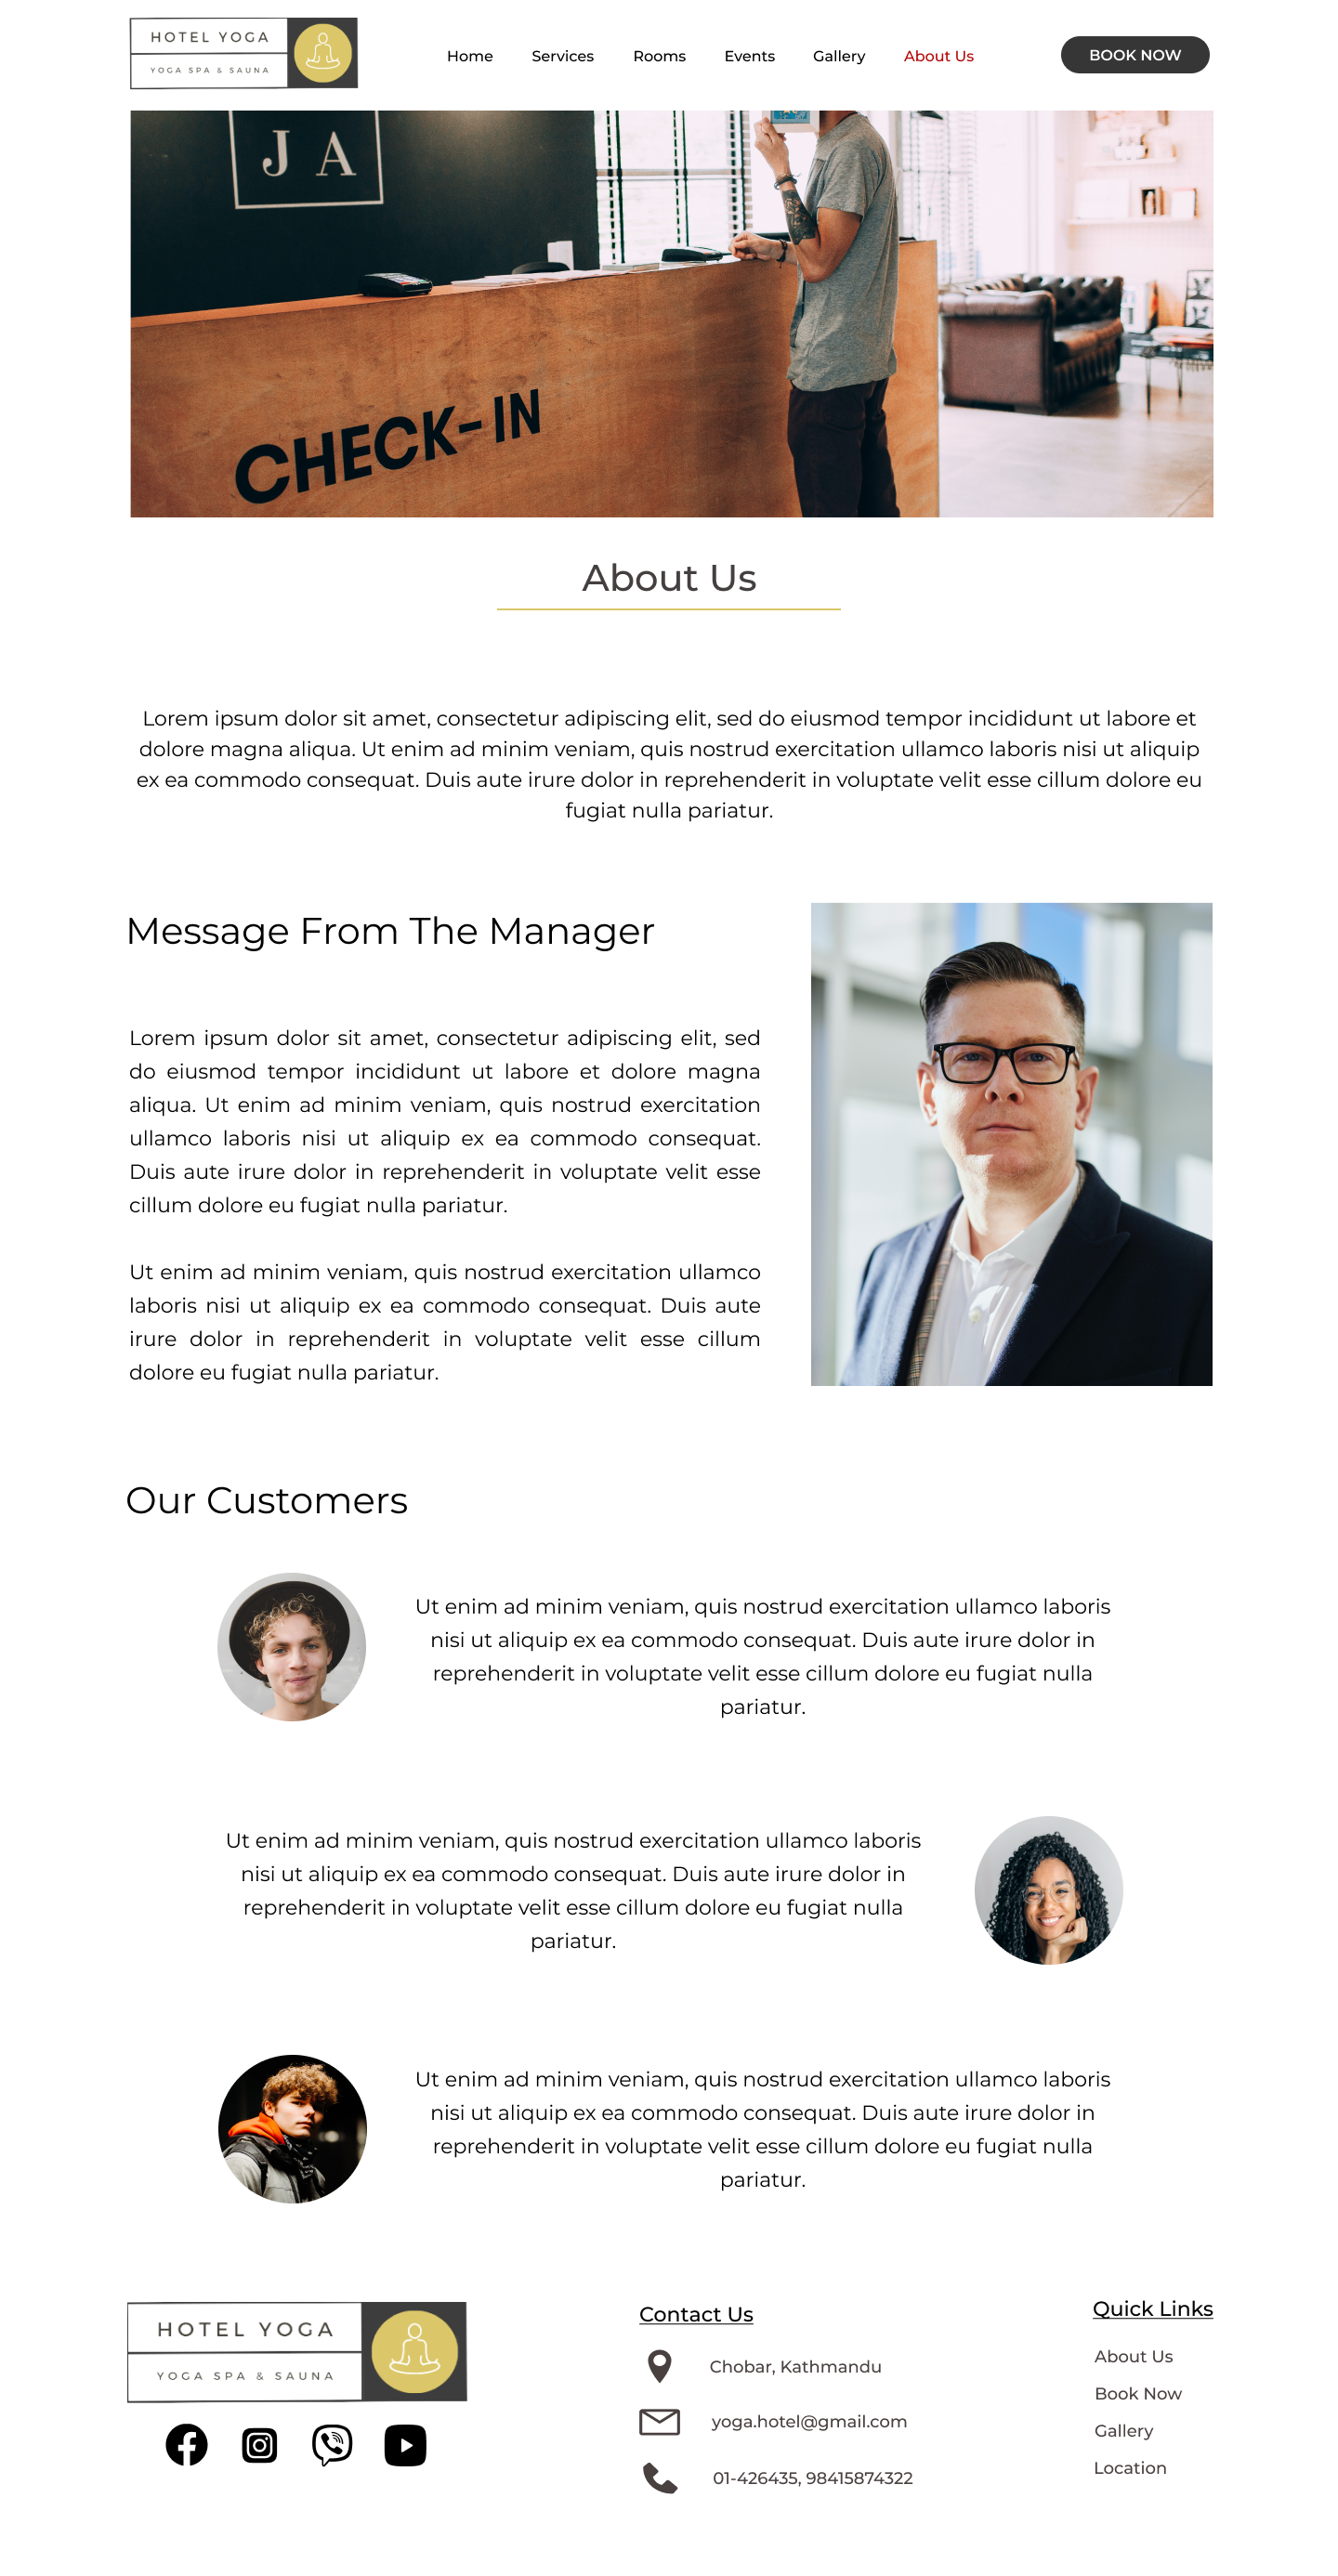 HOTEL YOGA
YOGA SPA & SAUNA
Home Services Rooms Events Gallery About Us
BOOK NOW
JA
CHECK-IN
About Us
Lorem ipsum dolor sit amet, consectetur adipiscing elit, sed do eiusmod tempor incididunt ut labore et
dolore magna aliqua. Ut enim ad minim veniam, quis nostrud exercitation ullamco laboris nisi ut aliquip
ex ea commodo consequat. Duis aute irure dolor in reprehenderit in voluptate velit esse cillum dolore eu
fugiat nulla pariatur.
Message From The Manager
Lorem ipsum dolor sit amet, consectetur adipiscing elit, sed
do eiusmod tempor incididunt ut labore et dolore magna
aliqua. Ut enim ad minim veniam, quis nostrud exercitation
ullamco laboris nisi ut aliquip ex ea commodo consequat.
Duis aute irure dolor in reprehenderit in voluptate velit esse
cillum dolore eu fugiat nulla pariatur.
Ut enim ad minim veniam, quis nostrud exercitation ullamco
laboris nisi ut aliquip ex ea commodo consequat. Duis aute
irure dolor in reprehenderit in voluptate velit esse cillum
dolore eu fugiat nulla pariatur.
Our Customers
Ut enim ad minim veniam, quis nostrud exercitation ullamco laboris
nisi ut aliquip ex ea commodo consequat. Duis aute irure dolor in
reprehenderit in voluptate velit esse cillum dolore eu fugiat nulla
pariatur.
Ut enim ad minim veniam, quis nostrud exercitation ullamco laboris
nisi ut aliquip ex ea commodo consequat. Duis aute irure dolor in
reprehenderit in voluptate velit esse cillum dolore eu fugiat nulla
pariatur.
Ut enim ad minim veniam, quis nostrud exercitation ullamco laboris
nisi ut aliquip ex ea commodo consequat. Duis aute irure dolor in
reprehenderit in voluptate velit esse cillum dolore eu fugiat nulla
pariatur.
HOTEL YOGA
YOGA SPA & SAUNA
Contact Us
Chobar, Kathmandu
yoga.hotel@gmail.com
01-426435, 98415874322
Quick Links
About Us
Book Now
Gallery
Location